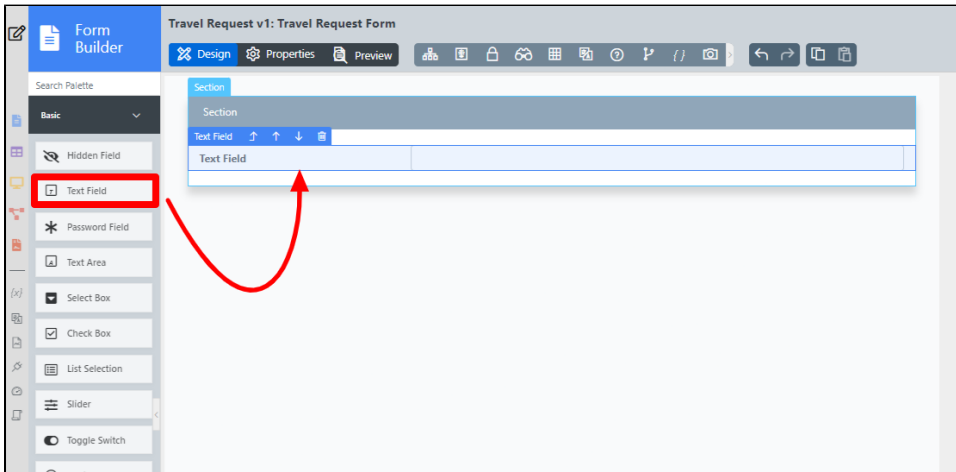 Form
Builder
Travel Request v1: Travel Request Form
Design
Properties
Preview
Search Palette
Basic
Hidden Field
Text Field
Password Field
Text Area
Select Box
Check Box
List Selection
Slider
Toggle Switch
Section
Section
Text Field
Text Field